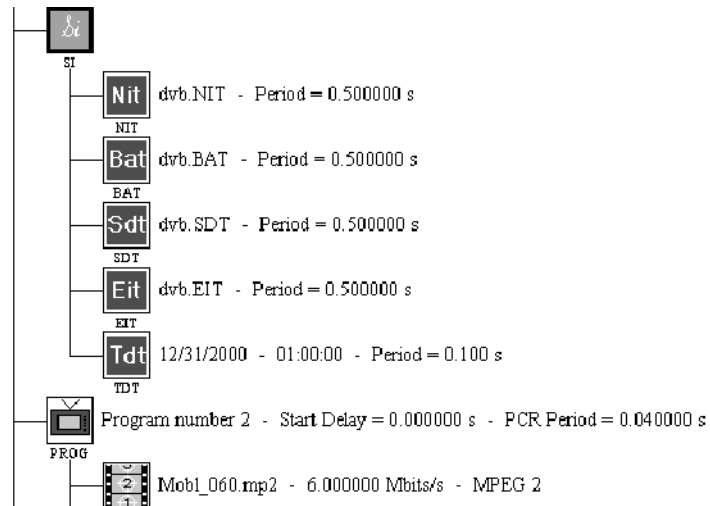 Si
SI
Nit dvb.NIT - Period = 0.500000 s
NIT
Bat dvb.BAT - Period = 0.500000 s
BAT
Sdt dvb.SDT - Period = 0.500000 s
SDT
Eit dvb.EIT - Period = 0.500000 s
EIT
Tdt 12/31/2000 - 01:00:00 - Period = 0.100 s
TDT
Program number 2 - Start Delay = 0.000000 s - PCR Period = 0.040000 s
PROG
2 Mobl_060.mp2 - 6.000000 Mbits/s - MPEG 2
1